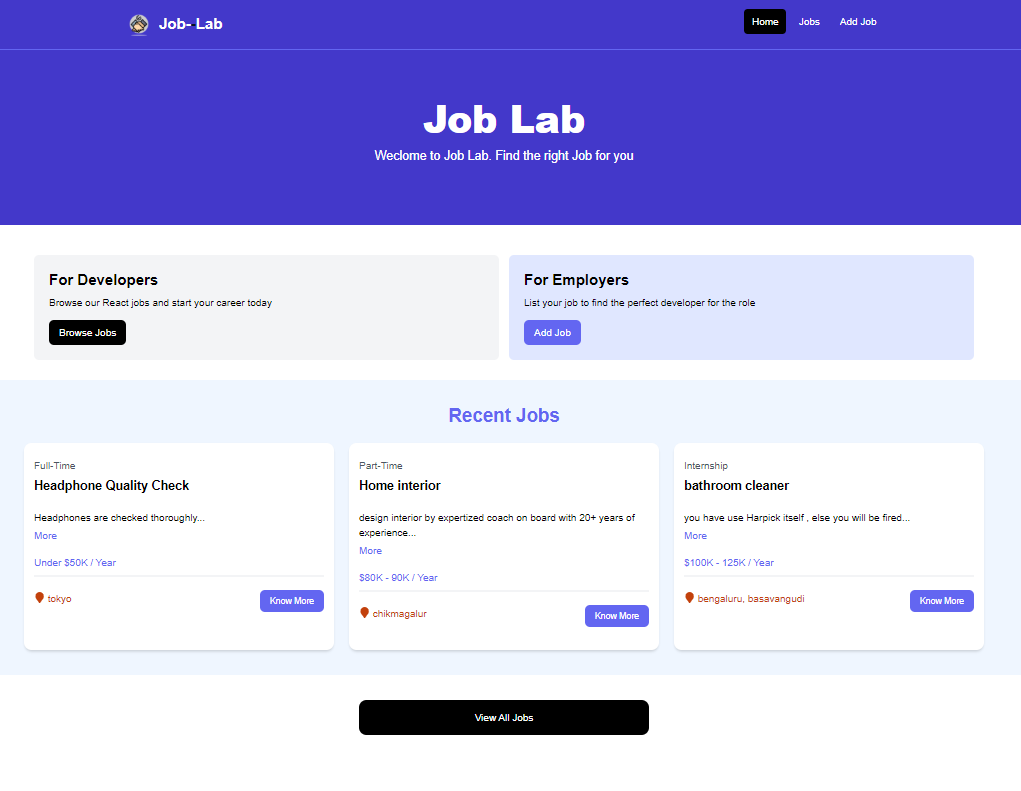 Job- Lab
Home
Jobs
Add Job
Job Lab
Weclome to Job Lab. Find the right Job for you
For Developers
Browse our React jobs and start your career today
Browse Jobs
For Employers
List your job to find the perfect developer for the role
Add Job
Recent Jobs
Full-Time
Headphone Quality Check
Headphones are checked thoroughly...
More
Under $50K / Year
tokyo
Know More
Part-Time
Home interior
design interior by expertized coach on board with 20+ years of
experience...
More
$80K - 90K / Year
chikmagalur
Know More
Internship
bathroom cleaner
you have use Harpick itself , else you will be fired...
More
$100K - 125K / Year
bengaluru, basavangudi
Know More
View All Jobs